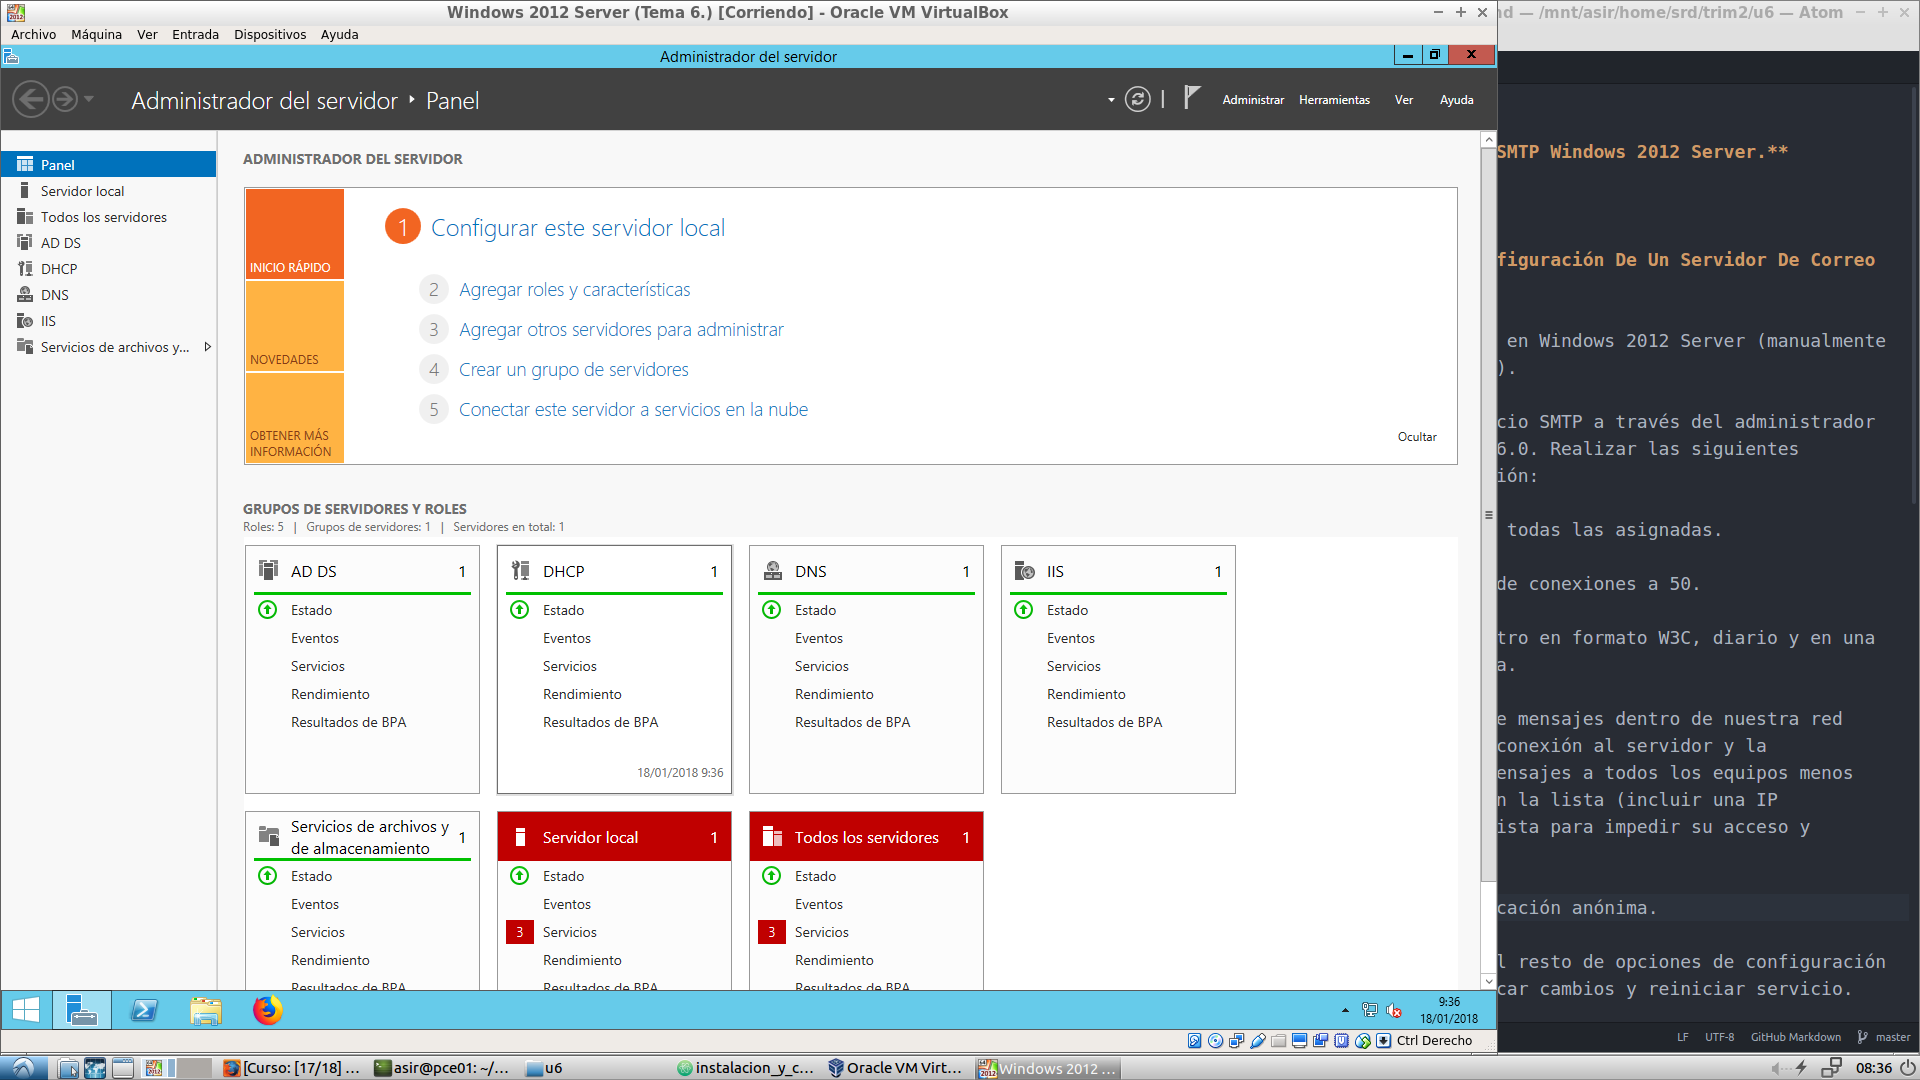 Windows 2012 Server (Tema 6.) [Corriendo] - Oracle VM VirtualBox
nd — /mnt/asir/home/srd/trim2/u6 — Atom
Archivo Máquina Ver Entrada Dispositivos Ayuda
Administrador del servidor
Administrador del servidor ‣ Panel
Administrar Herramientas Ver Ayuda
Panel
Servidor local
Todos los servidores
AD DS
DHCP
DNS
IIS
Servicios de archivos y...
ADMINISTRADOR DEL SERVIDOR
INICIO RÁPIDO
NOVEDADES
OBTENER MÁS
INFORMACIÓN
1 Configurar este servidor local
2 Agregar roles y características
3 Agregar otros servidores para administrar
4 Crear un grupo de servidores
5 Conectar este servidor a servicios en la nube
Ocultar
GRUPOS DE SERVIDORES Y ROLES
Roles: 5 | Grupos de servidores: 1 | Servidores en total: 1
AD DS 1
Estado
Eventos
Servicios
Rendimiento
Resultados de BPA
DHCP 1
Estado
Eventos
Servicios
Rendimiento
Resultados de BPA
18/01/2018 9:36
DNS 1
Estado
Eventos
Servicios
Rendimiento
Resultados de BPA
IIS 1
Estado
Eventos
Servicios
Rendimiento
Resultados de BPA
Servicios de archivos y
de almacenamiento 1
Estado
Eventos
Servicios
Rendimiento
Resultados de BPA
Servidor local 1
Estado
Eventos
3 Servicios
Rendimiento
Resultados de BPA
Todos los servidores 1
Estado
Eventos
3 Servicios
Rendimiento
Resultados de BPA
9:36
18/01/2018
Ctrl Derecho
SMTP Windows 2012 Server.**
figuración De Un Servidor De Correo
en Windows 2012 Server (manualmente
).
cio SMTP a través del administrador
6.0. Realizar las siguientes
ión:
todas las asignadas.
de conexiones a 50.
tro en formato W3C, diario y en una
a.
e mensajes dentro de nuestra red
conexión al servidor y la
ensajes a todos los equipos menos
n la lista (incluir una IP
ista para impedir su acceso y
cación anónima.
l resto de opciones de configuración
car cambios y reiniciar servicio.
LF UTF-8 GitHub Markdown master
[Curso: [17/18] ...
asir@pce01: ~/...
u6
instalacion_y_c...
Oracle VM Virt...
Windows 2012 ...
08:36